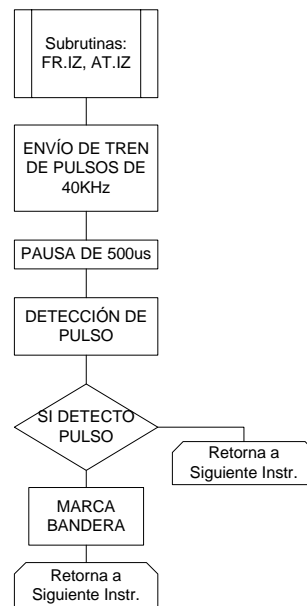 Subrutinas:
FR.IZ, AT.IZ
ENVÍO DE TREN
DE PULSOS DE
40KHz
PAUSA DE 500us
DETECCIÓN DE
PULSO
SI DETECTO
PULSO
Retorna a
Siguiente Instr.
MARCA
BANDERA
Retorna a
Siguiente Instr.